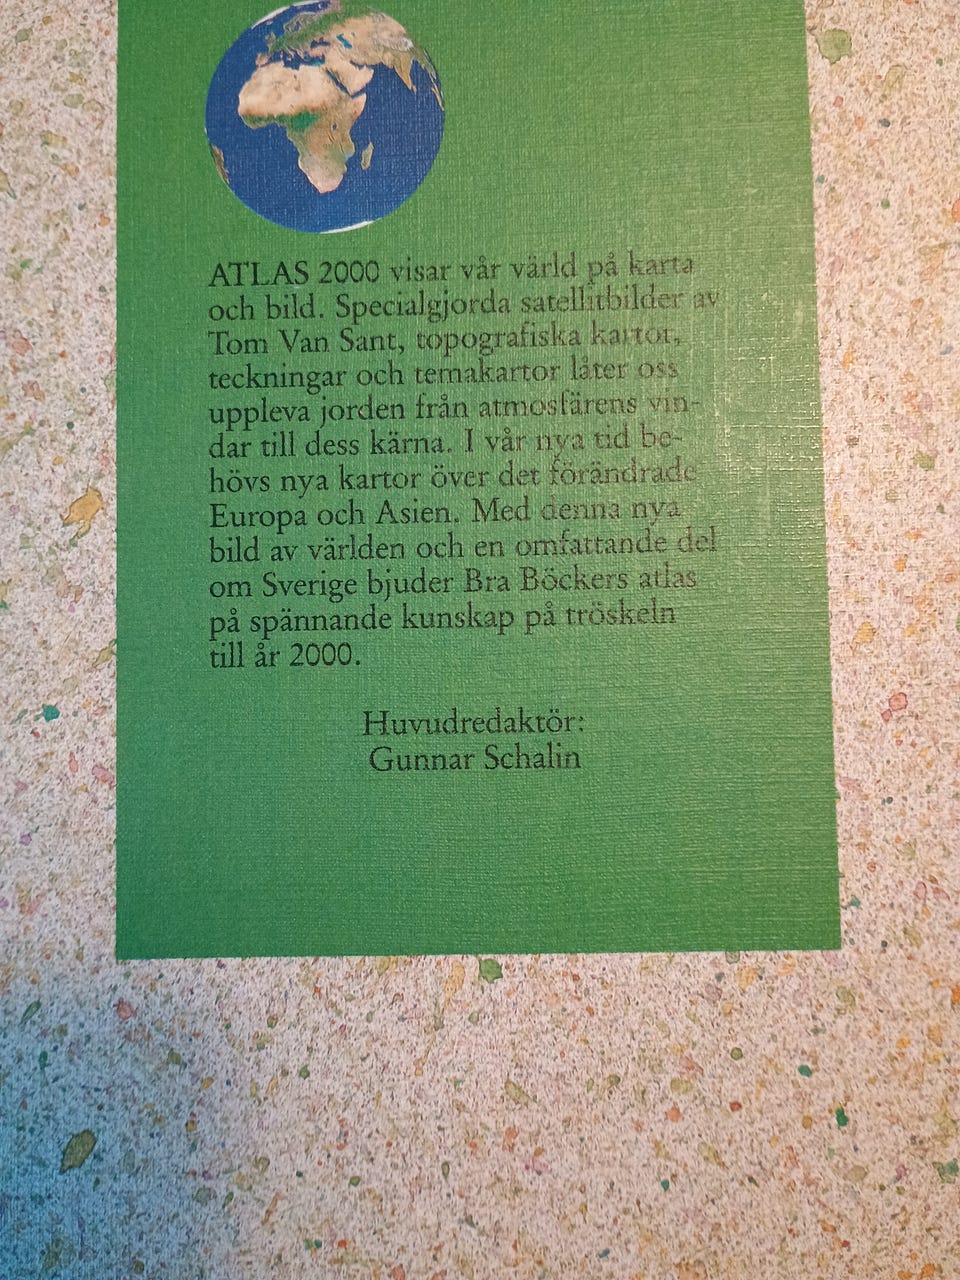 ATLAS 2000 visar vår värld på karta
och bild. Specialgjorda satellitbilder av
Tom Van Sant, topografiska kartor,
teckningar och temakartor låter oss
uppleva jorden från atmosfärens vin-
dar till dess kärna. I vår nya tid be-
hövs nya kartor över det förändrade
Europa och Asien. Med denna nya
bild av världen och en omfattande del
om Sverige bjuder Bra Böckers atlas
på spännande kunskap på tröskeln
till år 2000.
Huvudredaktör:
Gunnar Schalin